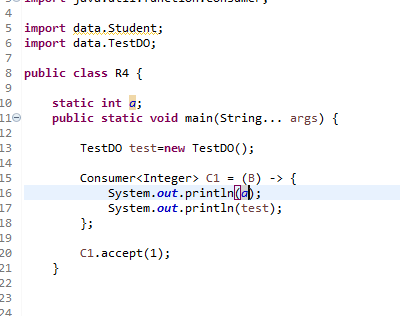 4 import java.util.function.Consumer;
4
5 import data.Student;
6 import data.TestDO;
7
8 public class R4 {
9
10 static int a;
11 public static void main(String... args) {
12
13 TestDO test=new TestDO();
14
15 Consumer<Integer> C1 = (B) -> {
16 System.out.println(a);
17 System.out.println(test);
18 };
19
20 C1.accept(1);
21 }
22
23
24